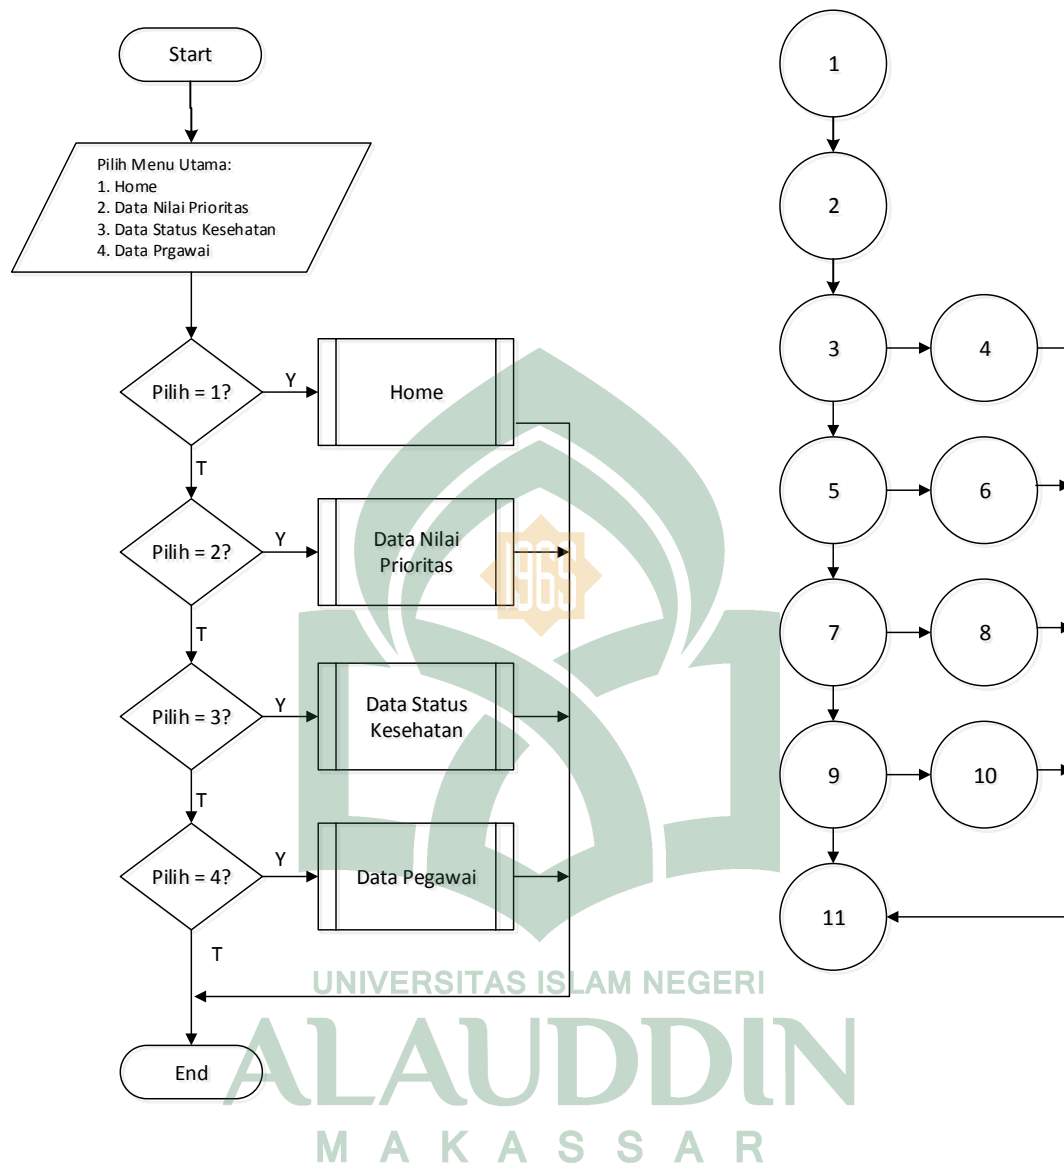 Start
Pilih Menu Utama:
1. Home
2. Data Nilai Prioritas
3. Data Status Kesehatan
4. Data Prgawai
Pilih = 1?
Y
Home
T
Pilih = 2?
Y
Data Nilai
Prioritas
T
Pilih = 3?
Y
Data Status
Kesehatan
T
Pilih = 4?
Y
Data Pegawai
T
End
1
2
3
4
5
6
7
8
9
10
11
1969
UNIVERSITAS ISLAM NEGERI
ALAUDDIN
MAKASSAR